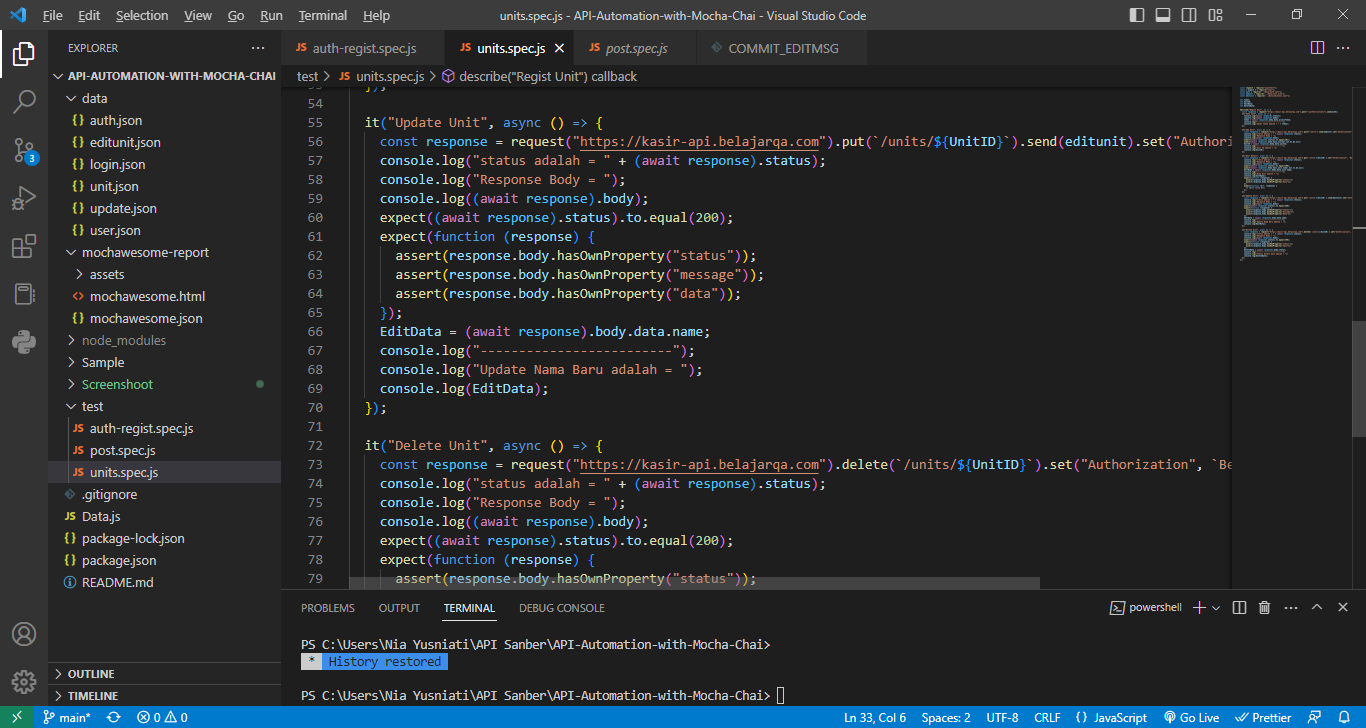 File Edit Selection View Go Run Terminal Help units.spec.js - API-Automation-with-Mocha-Chai - Visual Studio Code
EXPLORER
API-AUTOMATION-WITH-MOCHA-CHAI
data
{} auth.json
{} editunit.json
{} login.json
{} unit.json
{} update.json
{} user.json
mochawesome-report
assets
<> mochawesome.html
{} mochawesome.json
node_modules
Sample
Screenshoot
test
JS auth-regist.spec.js
JS post.spec.js
JS units.spec.js
.gitignore
JS Data.js
{} package-lock.json
{} package.json
README.md
OUTLINE
TIMELINE
3
JS auth-regist.spec.js JS units.spec.js JS post.spec.js COMMIT_EDITMSG
test > JS units.spec.js > describe("Regist Unit") callback
53 });
54
55 it("Update Unit", async () => {
56 const response = request("https://kasir-api.belajarqa.com").put(`/units/${UnitID}`).send(editunit).set("Authori
57 console.log("status adalah = " + (await response).status);
58 console.log("Response Body = ");
59 console.log((await response).body);
60 expect((await response).status).to.equal(200);
61 expect(function (response) {
62 assert(response.body.hasOwnProperty("status"));
63 assert(response.body.hasOwnProperty("message"));
64 assert(response.body.hasOwnProperty("data"));
65 });
66 EditData = (await response).body.data.name;
67 console.log("-------------------------");
68 console.log("Update Nama Baru adalah = ");
69 console.log(EditData);
70 });
71
72 it("Delete Unit", async () => {
73 const response = request("https://kasir-api.belajarqa.com").delete(`/units/${UnitID}`).set("Authorization", `Be
74 console.log("status adalah = " + (await response).status);
75 console.log("Response Body = ");
76 console.log((await response).body);
77 expect((await response).status).to.equal(200);
78 expect(function (response) {
79 assert(response.body.hasOwnProperty("status"));
PROBLEMS OUTPUT TERMINAL DEBUG CONSOLE powershell
PS C:\Users\Nia Yusniati\API Sanber\API-Automation-with-Mocha-Chai>
* History restored
PS C:\Users\Nia Yusniati\API Sanber\API-Automation-with-Mocha-Chai>
main* 0 0 Ln 33, Col 6 Spaces: 2 UTF-8 CRLF {} JavaScript Go Live Prettier